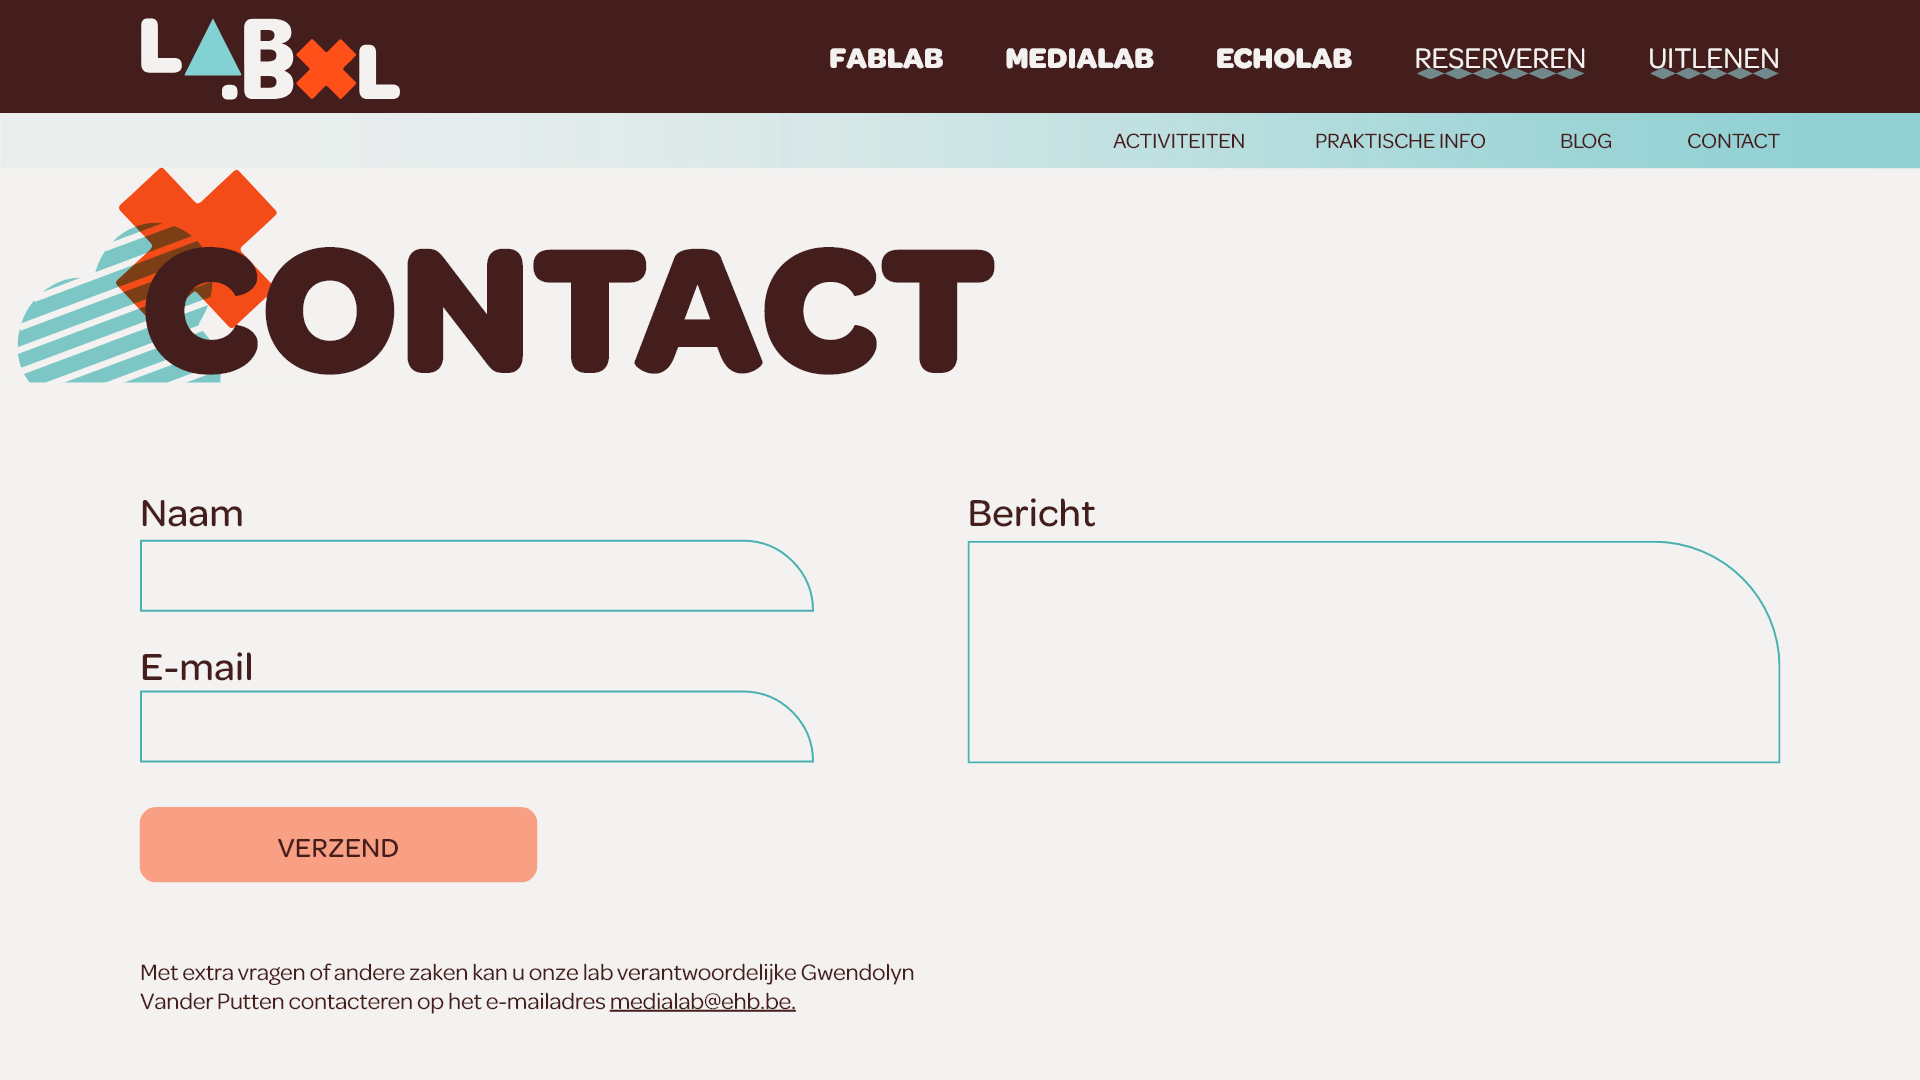 LAB.BXL
FABLAB
MEDIALAB
ECHOLAB
RESERVEREN
UITLENEN
ACTIVITEITEN
PRAKTISCHE INFO
BLOG
CONTACT
CONTACT
Naam
Bericht
E-mail
VERZEND
Met extra vragen of andere zaken kan u onze lab verantwoordelijke Gwendolyn
Vander Putten contacteren op het e-mailadres medialab@ehb.be.